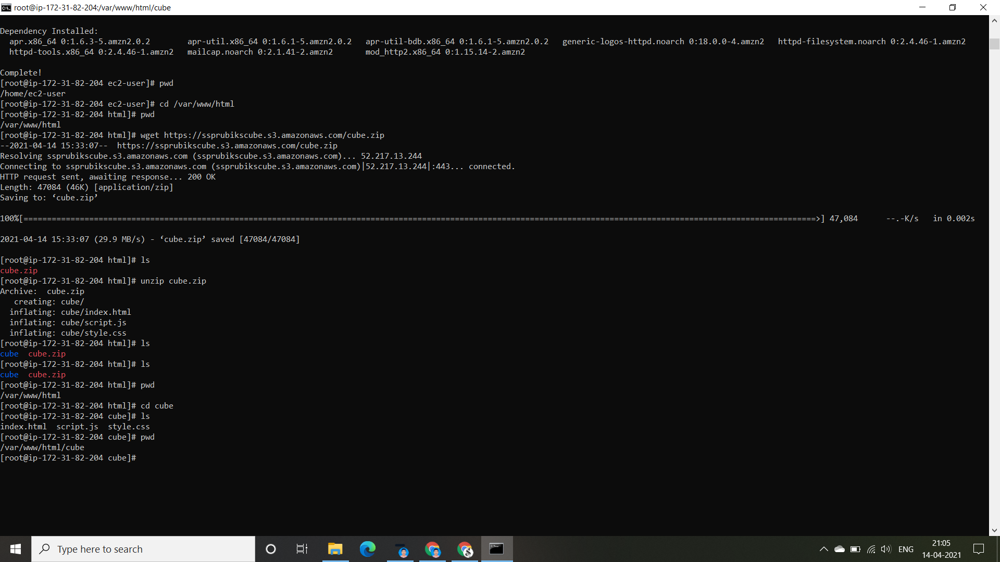 root@ip-172-31-82-204:/var/www/html/cube
Dependency Installed:
  apr.x86_64 0:1.6.3-5.amzn2.0.2        apr-util.x86_64 0:1.6.1-5.amzn2.0.2   apr-util-bdb.x86_64 0:1.6.1-5.amzn2.0.2   generic-logos-httpd.noarch 0:18.0.0-4.amzn2   httpd-filesystem.noarch 0:2.4.46-1.amzn2
  httpd-tools.x86_64 0:2.4.46-1.amzn2   mailcap.noarch 0:2.1.41-2.amzn2       mod_http2.x86_64 0:1.15.14-2.amzn2
Complete!
[root@ip-172-31-82-204 ec2-user]# pwd
/home/ec2-user
[root@ip-172-31-82-204 ec2-user]# cd /var/www/html
[root@ip-172-31-82-204 html]# pwd
/var/www/html
[root@ip-172-31-82-204 html]# wget https://ssprubikscube.s3.amazonaws.com/cube.zip
--2021-04-14 15:33:07--  https://ssprubikscube.s3.amazonaws.com/cube.zip
Resolving ssprubikscube.s3.amazonaws.com (ssprubikscube.s3.amazonaws.com)... 52.217.13.244
Connecting to ssprubikscube.s3.amazonaws.com (ssprubikscube.s3.amazonaws.com)|52.217.13.244|:443... connected.
HTTP request sent, awaiting response... 200 OK
Length: 47084 (46K) [application/zip]
Saving to: ‘cube.zip’
100%[=========================================================================================================================================================================>] 47,084      --.-K/s   in 0.002s
2021-04-14 15:33:07 (29.9 MB/s) - ‘cube.zip’ saved [47084/47084]
[root@ip-172-31-82-204 html]# ls
cube.zip
[root@ip-172-31-82-204 html]# unzip cube.zip
Archive:  cube.zip
   creating: cube/
  inflating: cube/index.html
  inflating: cube/script.js
  inflating: cube/style.css
[root@ip-172-31-82-204 html]# ls
cube  cube.zip
[root@ip-172-31-82-204 html]# ls
cube  cube.zip
[root@ip-172-31-82-204 html]# pwd
/var/www/html
[root@ip-172-31-82-204 html]# cd cube
[root@ip-172-31-82-204 cube]# ls
index.html  script.js  style.css
[root@ip-172-31-82-204 cube]# pwd
/var/www/html/cube
[root@ip-172-31-82-204 cube]#
Type here to search
ENG
21:05
14-04-2021